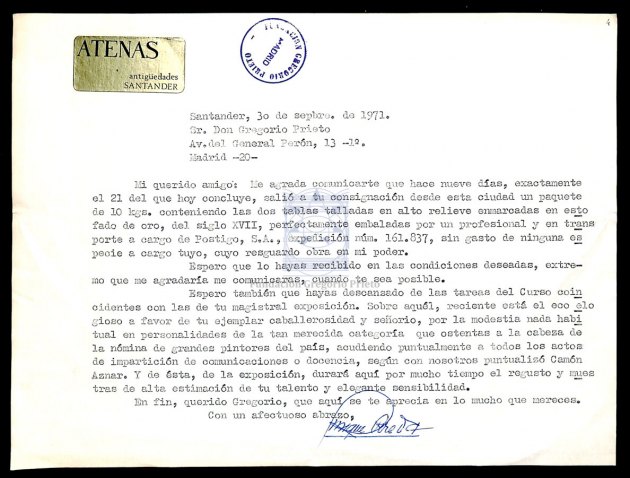 ATENAS
antigüedades
SANTANDER
FUNDACION GREGORIO PRIETO
MADRID
4
Santander, 30 de sepbre. de 1971.
Sr. Don Gregorio Prieto
Av.del General Perón, 13 -1º.
Madrid -20-
Mi querido amigo: Me agrada comunicarte que hace nueve días, exactamente
el 21 del que hoy concluye, salió a tu consignación desde esta ciudad un paquete
de 10 kgs. conteniendo las dos tablas talladas en alto relieve enmarcadas en esto
fado de oro, del siglo XVII, perfectamente embaladas por un profesional y en trans
porte a cargo de Postigo, S.A., expedición núm. 161.837, sin gasto de ninguna es
pecie a cargo tuyo, cuyo resguardo obra en mi poder.
Espero que lo hayas recibido en las condiciones deseadas, extre-
mo que me agradaría me comunicaras, cuando te sea posible.
Fundación Gregorio Prieto
Espero también que hayas descansado de las tareas del Curso coin
cidentes con las de tu magistral exposición. Sobre aquél, reciente está el eco elo
gioso a favor de tu ejemplar caballerosidad y señorio, por la modestia nada habi
tual en personalidades de la tan merecida categoría que ostentas a la cabeza de
la nómina de grandes pintores del país, acudiendo puntualmente a todos los actos
de impartición de comunicaciones o docencia, según con nosotros puntualizó Camón
Aznar. Y de ésta, de la exposición, durará aquí por mucho tiempo el regusto y mues
tras de alta estimación de tu talento y elegante sensibilidad.
En fin, querido Gregorio, que aquí se te aprecia en lo mucho que mereces.
Con un afectuoso abrazo,